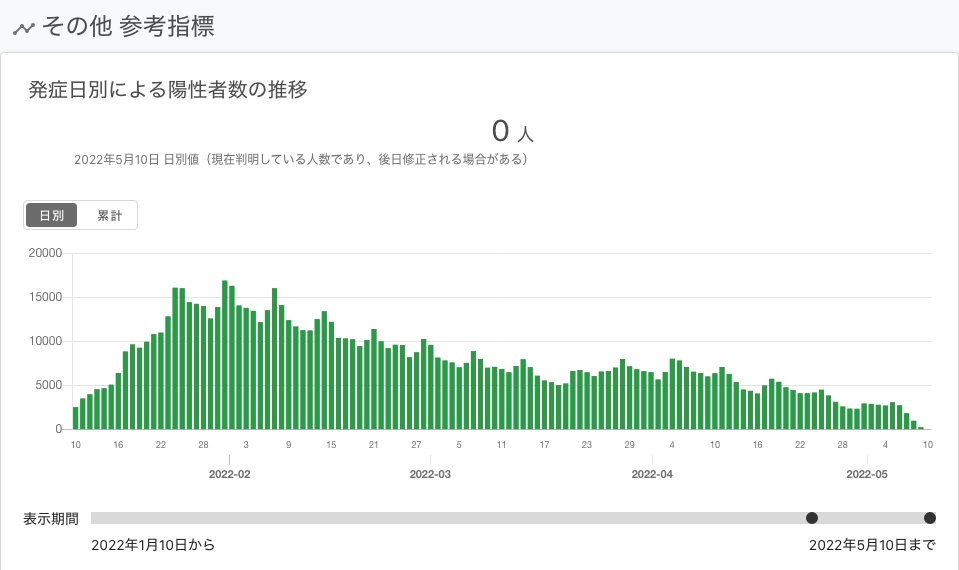 その他 参考指標
発症日別による陽性者数の推移
0 人
2022年5月10日 日別値（現在判明している人数であり、後日修正される場合がある）
日別 累計
20000
15000
10000
5000
0
10 16 22 28 3 9 15 21 27 5 11 17 23 29 4 10 16 22 28 4 10
2022-02 2022-03 2022-04 2022-05
表示期間
2022年1月10日から 2022年5月10日まで